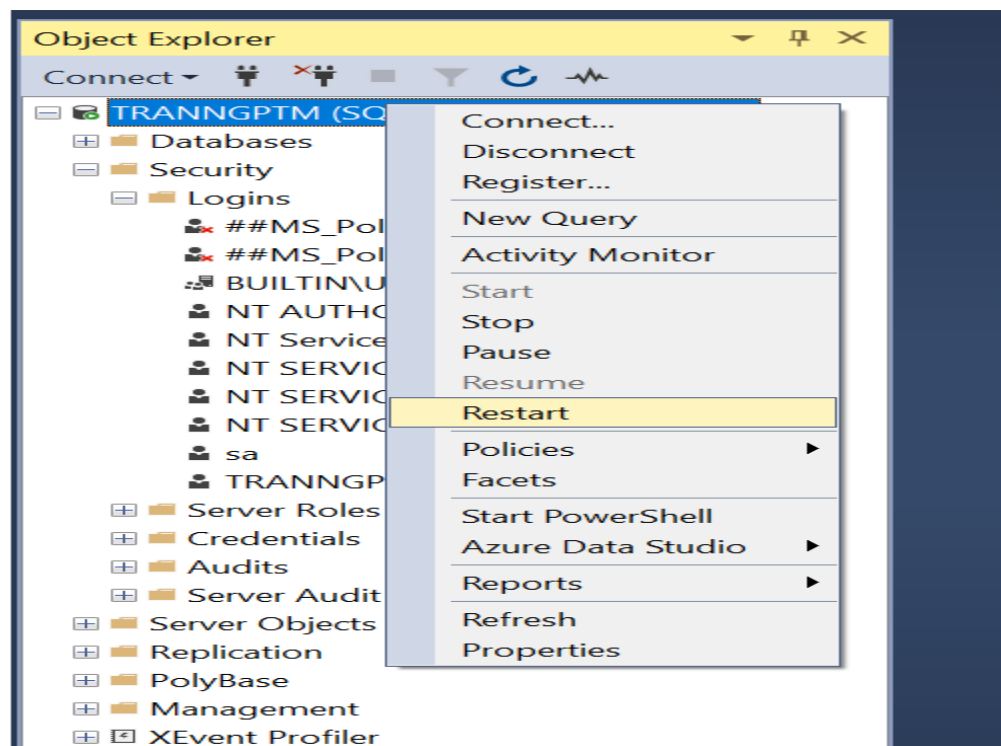 Object Explorer
Connect
TRANNGPTM (SQ
Databases
Security
Logins
##MS_Pol
##MS_Pol
BUILTIN\U
NT AUTHO
NT Service
NT SERVIC
NT SERVIC
NT SERVIC
sa
TRANNGP
Server Roles
Credentials
Audits
Server Audit
Server Objects
Replication
PolyBase
Management
XEvent Profiler
Connect...
Disconnect
Register...
New Query
Activity Monitor
Start
Stop
Pause
Resume
Restart
Policies
Facets
Start PowerShell
Azure Data Studio
Reports
Refresh
Properties